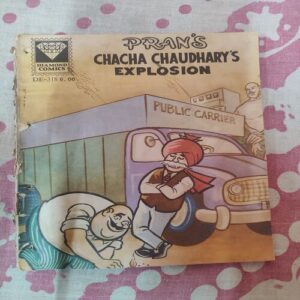 PRAN'S
CHACHA CHAUDHARY'S
EXPLOSION
DIAMOND
COMICS
PUBLIC CARRIER